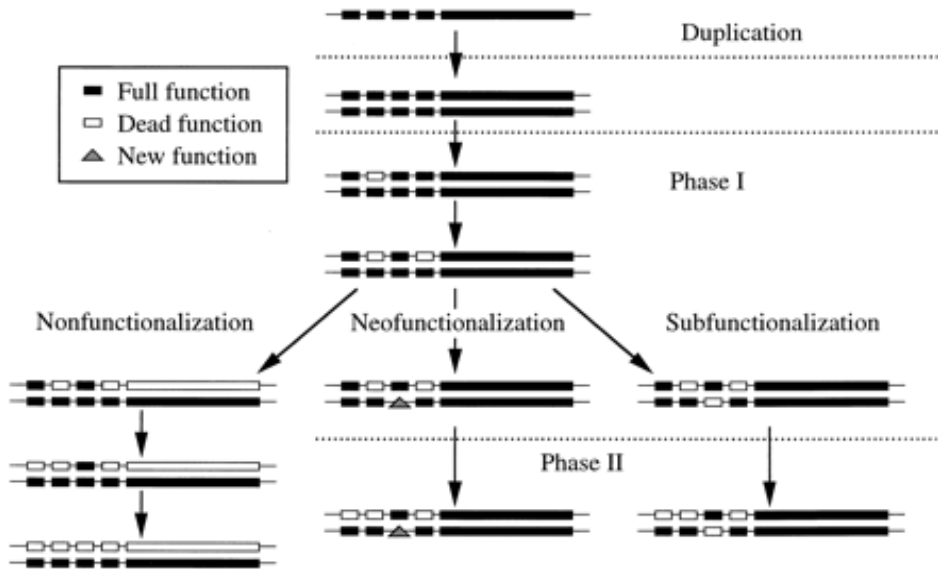 Duplication
Full function
Dead function
New function
Phase I
Nonfunctionalization
Neofunctionalization
Subfunctionalization
Phase II